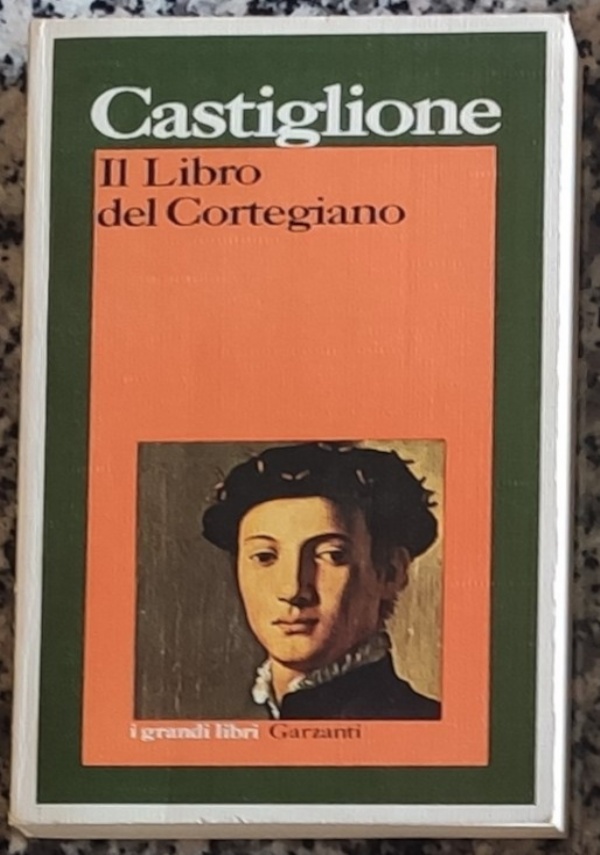 Castiglione
Il Libro
del Cortegiano
i grandi libri Garzanti